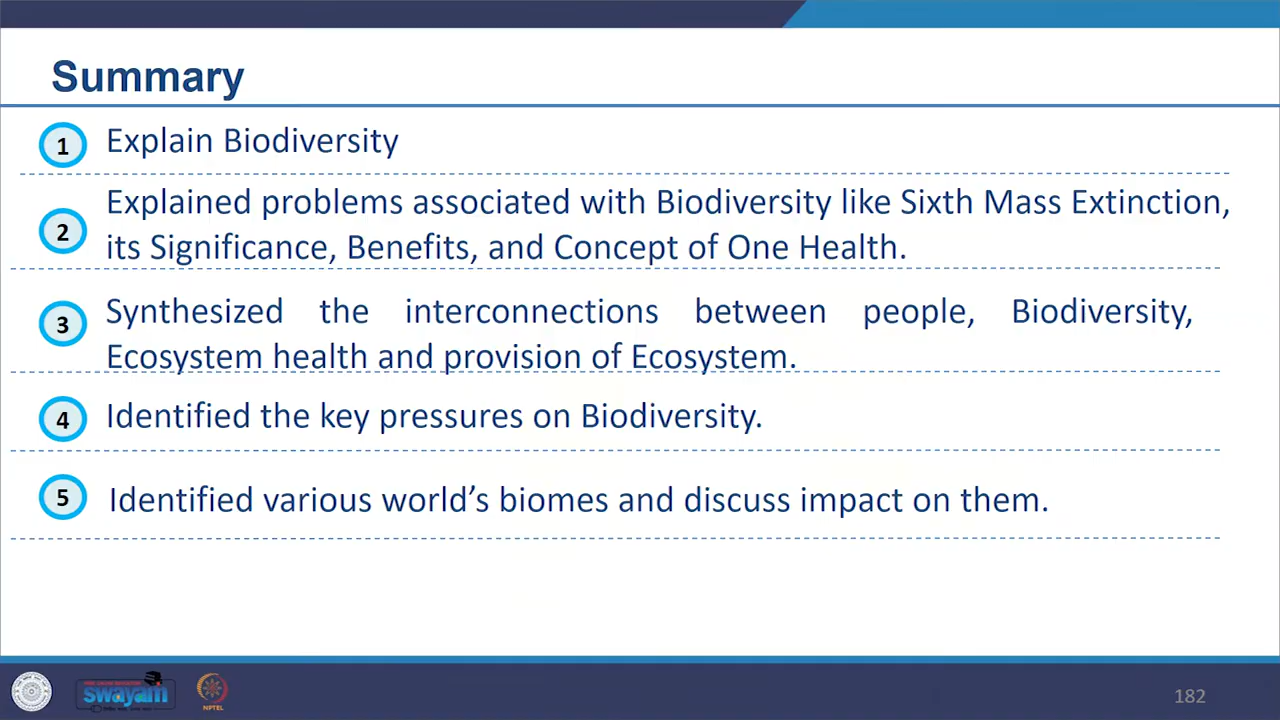 Summary
1 Explain Biodiversity
2 Explained problems associated with Biodiversity like Sixth Mass Extinction,
its Significance, Benefits, and Concept of One Health.
3 Synthesized the interconnections between people, Biodiversity,
Ecosystem health and provision of Ecosystem.
4 Identified the key pressures on Biodiversity.
5 Identified various world's biomes and discuss impact on them.
swayam
NPTEL
182